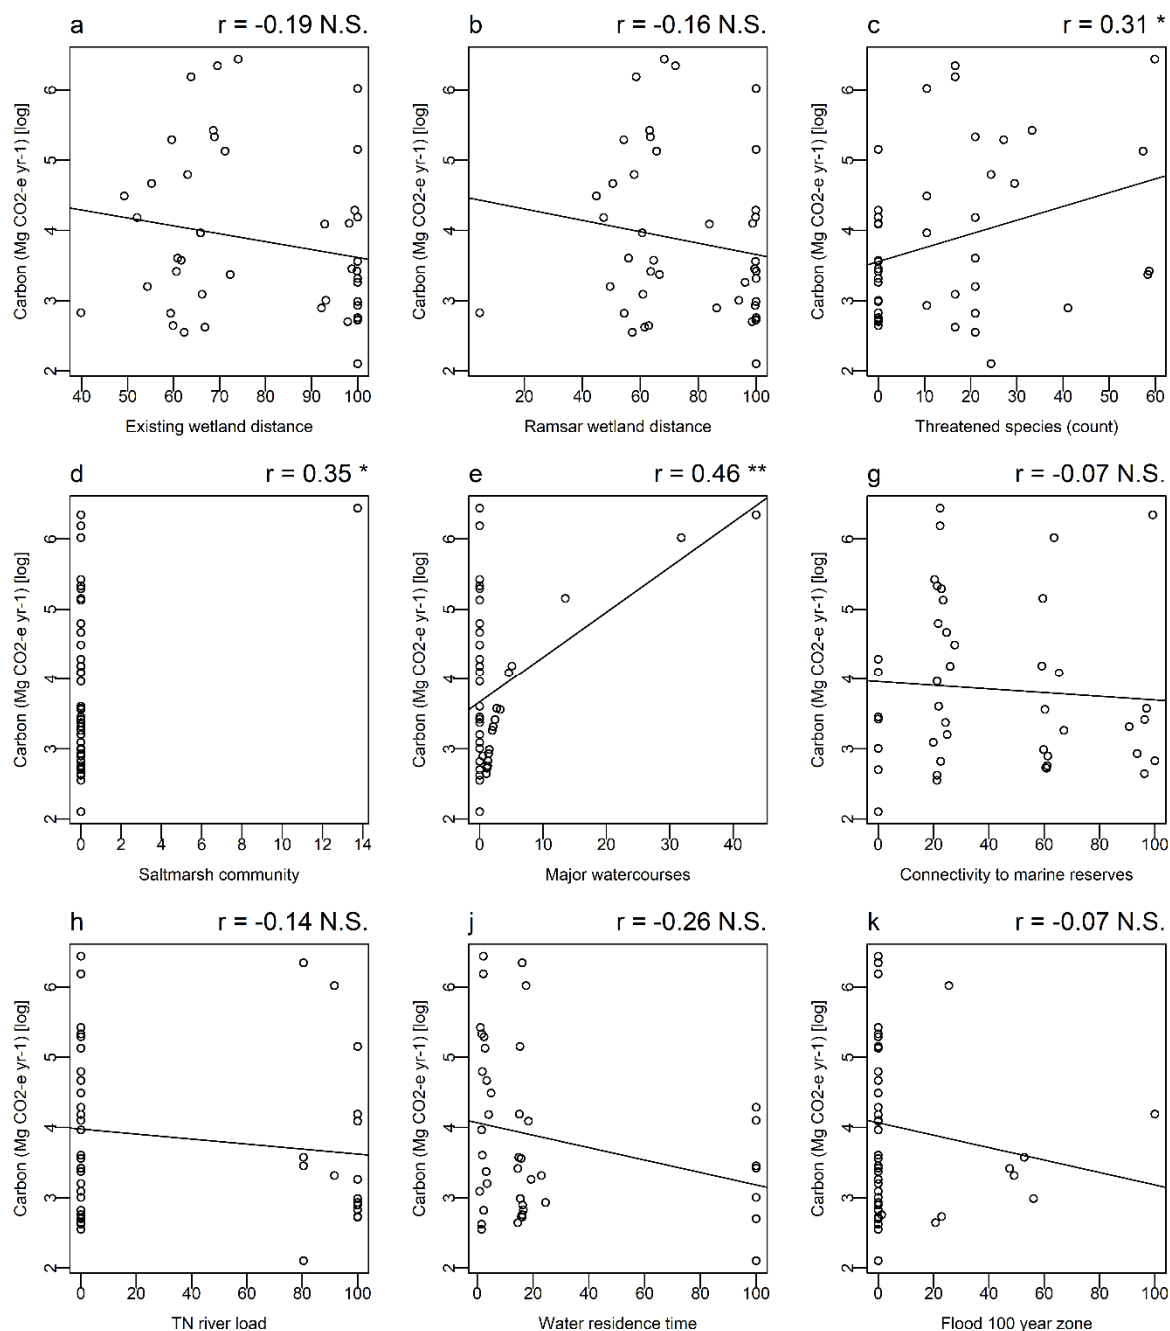 a r = -0.19 N.S.
Carbon (Mg CO2-e yr-1) [log]
6
5
4
3
2
40 50 60 70 80 90 100
Existing wetland distance
b r = -0.16 N.S.
Carbon (Mg CO2-e yr-1) [log]
6
5
4
3
2
20 40 60 80 100
Ramsar wetland distance
c r = 0.31 *
Carbon (Mg CO2-e yr-1) [log]
6
5
4
3
2
0 10 20 30 40 50 60
Threatened species (count)
d r = 0.35 *
Carbon (Mg CO2-e yr-1) [log]
6
5
4
3
2
0 2 4 6 8 10 12 14
Saltmarsh community
e r = 0.46 **
Carbon (Mg CO2-e yr-1) [log]
6
5
4
3
2
0 10 20 30 40
Major watercourses
g r = -0.07 N.S.
Carbon (Mg CO2-e yr-1) [log]
6
5
4
3
2
0 20 40 60 80 100
Connectivity to marine reserves
h r = -0.14 N.S.
Carbon (Mg CO2-e yr-1) [log]
6
5
4
3
2
0 20 40 60 80 100
TN river load
j r = -0.26 N.S.
Carbon (Mg CO2-e yr-1) [log]
6
5
4
3
2
0 20 40 60 80 100
Water residence time
k r = -0.07 N.S.
Carbon (Mg CO2-e yr-1) [log]
6
5
4
3
2
0 20 40 60 80 100
Flood 100 year zone